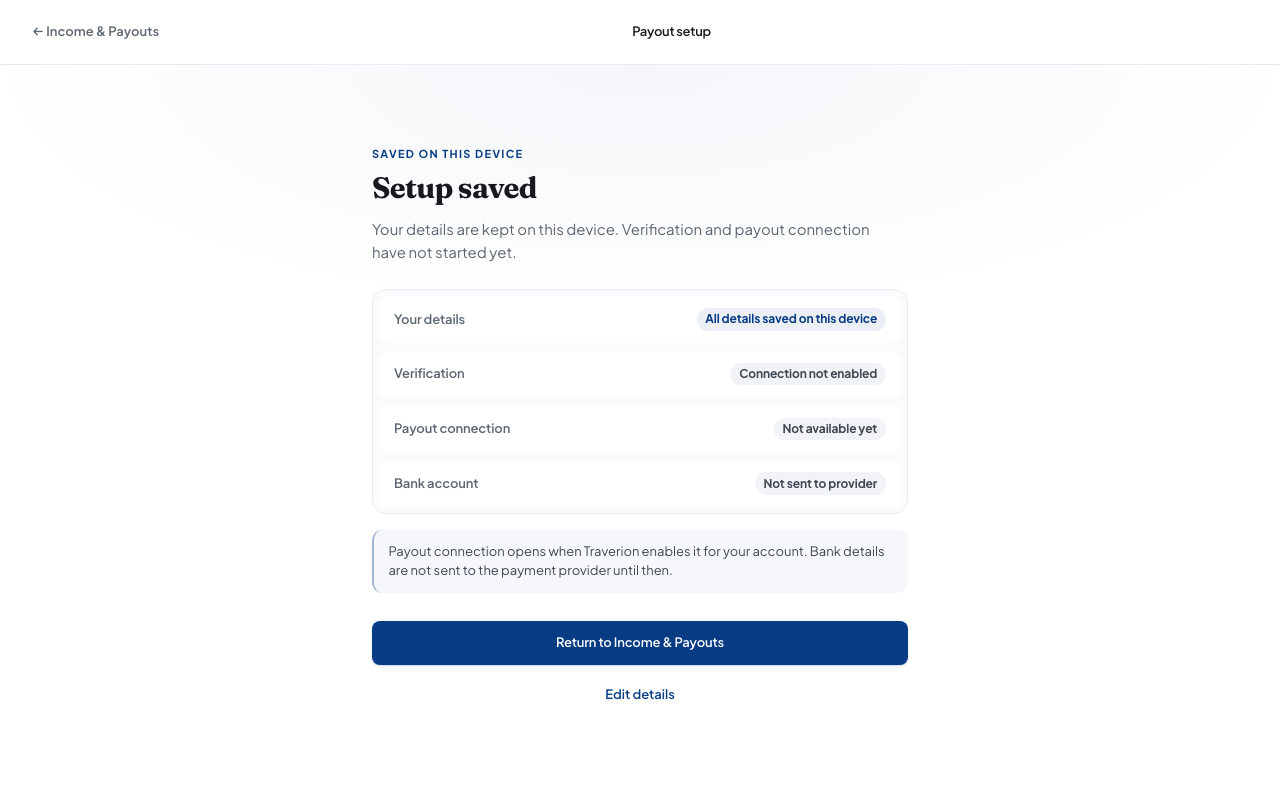 ← Income & Payouts
Payout setup
SAVED ON THIS DEVICE
Setup saved
Your details are kept on this device. Verification and payout connection
have not started yet.
Your details
All details saved on this device
Verification
Connection not enabled
Payout connection
Not available yet
Bank account
Not sent to provider
Payout connection opens when Traverion enables it for your account. Bank details
are not sent to the payment provider until then.
Return to Income & Payouts
Edit details